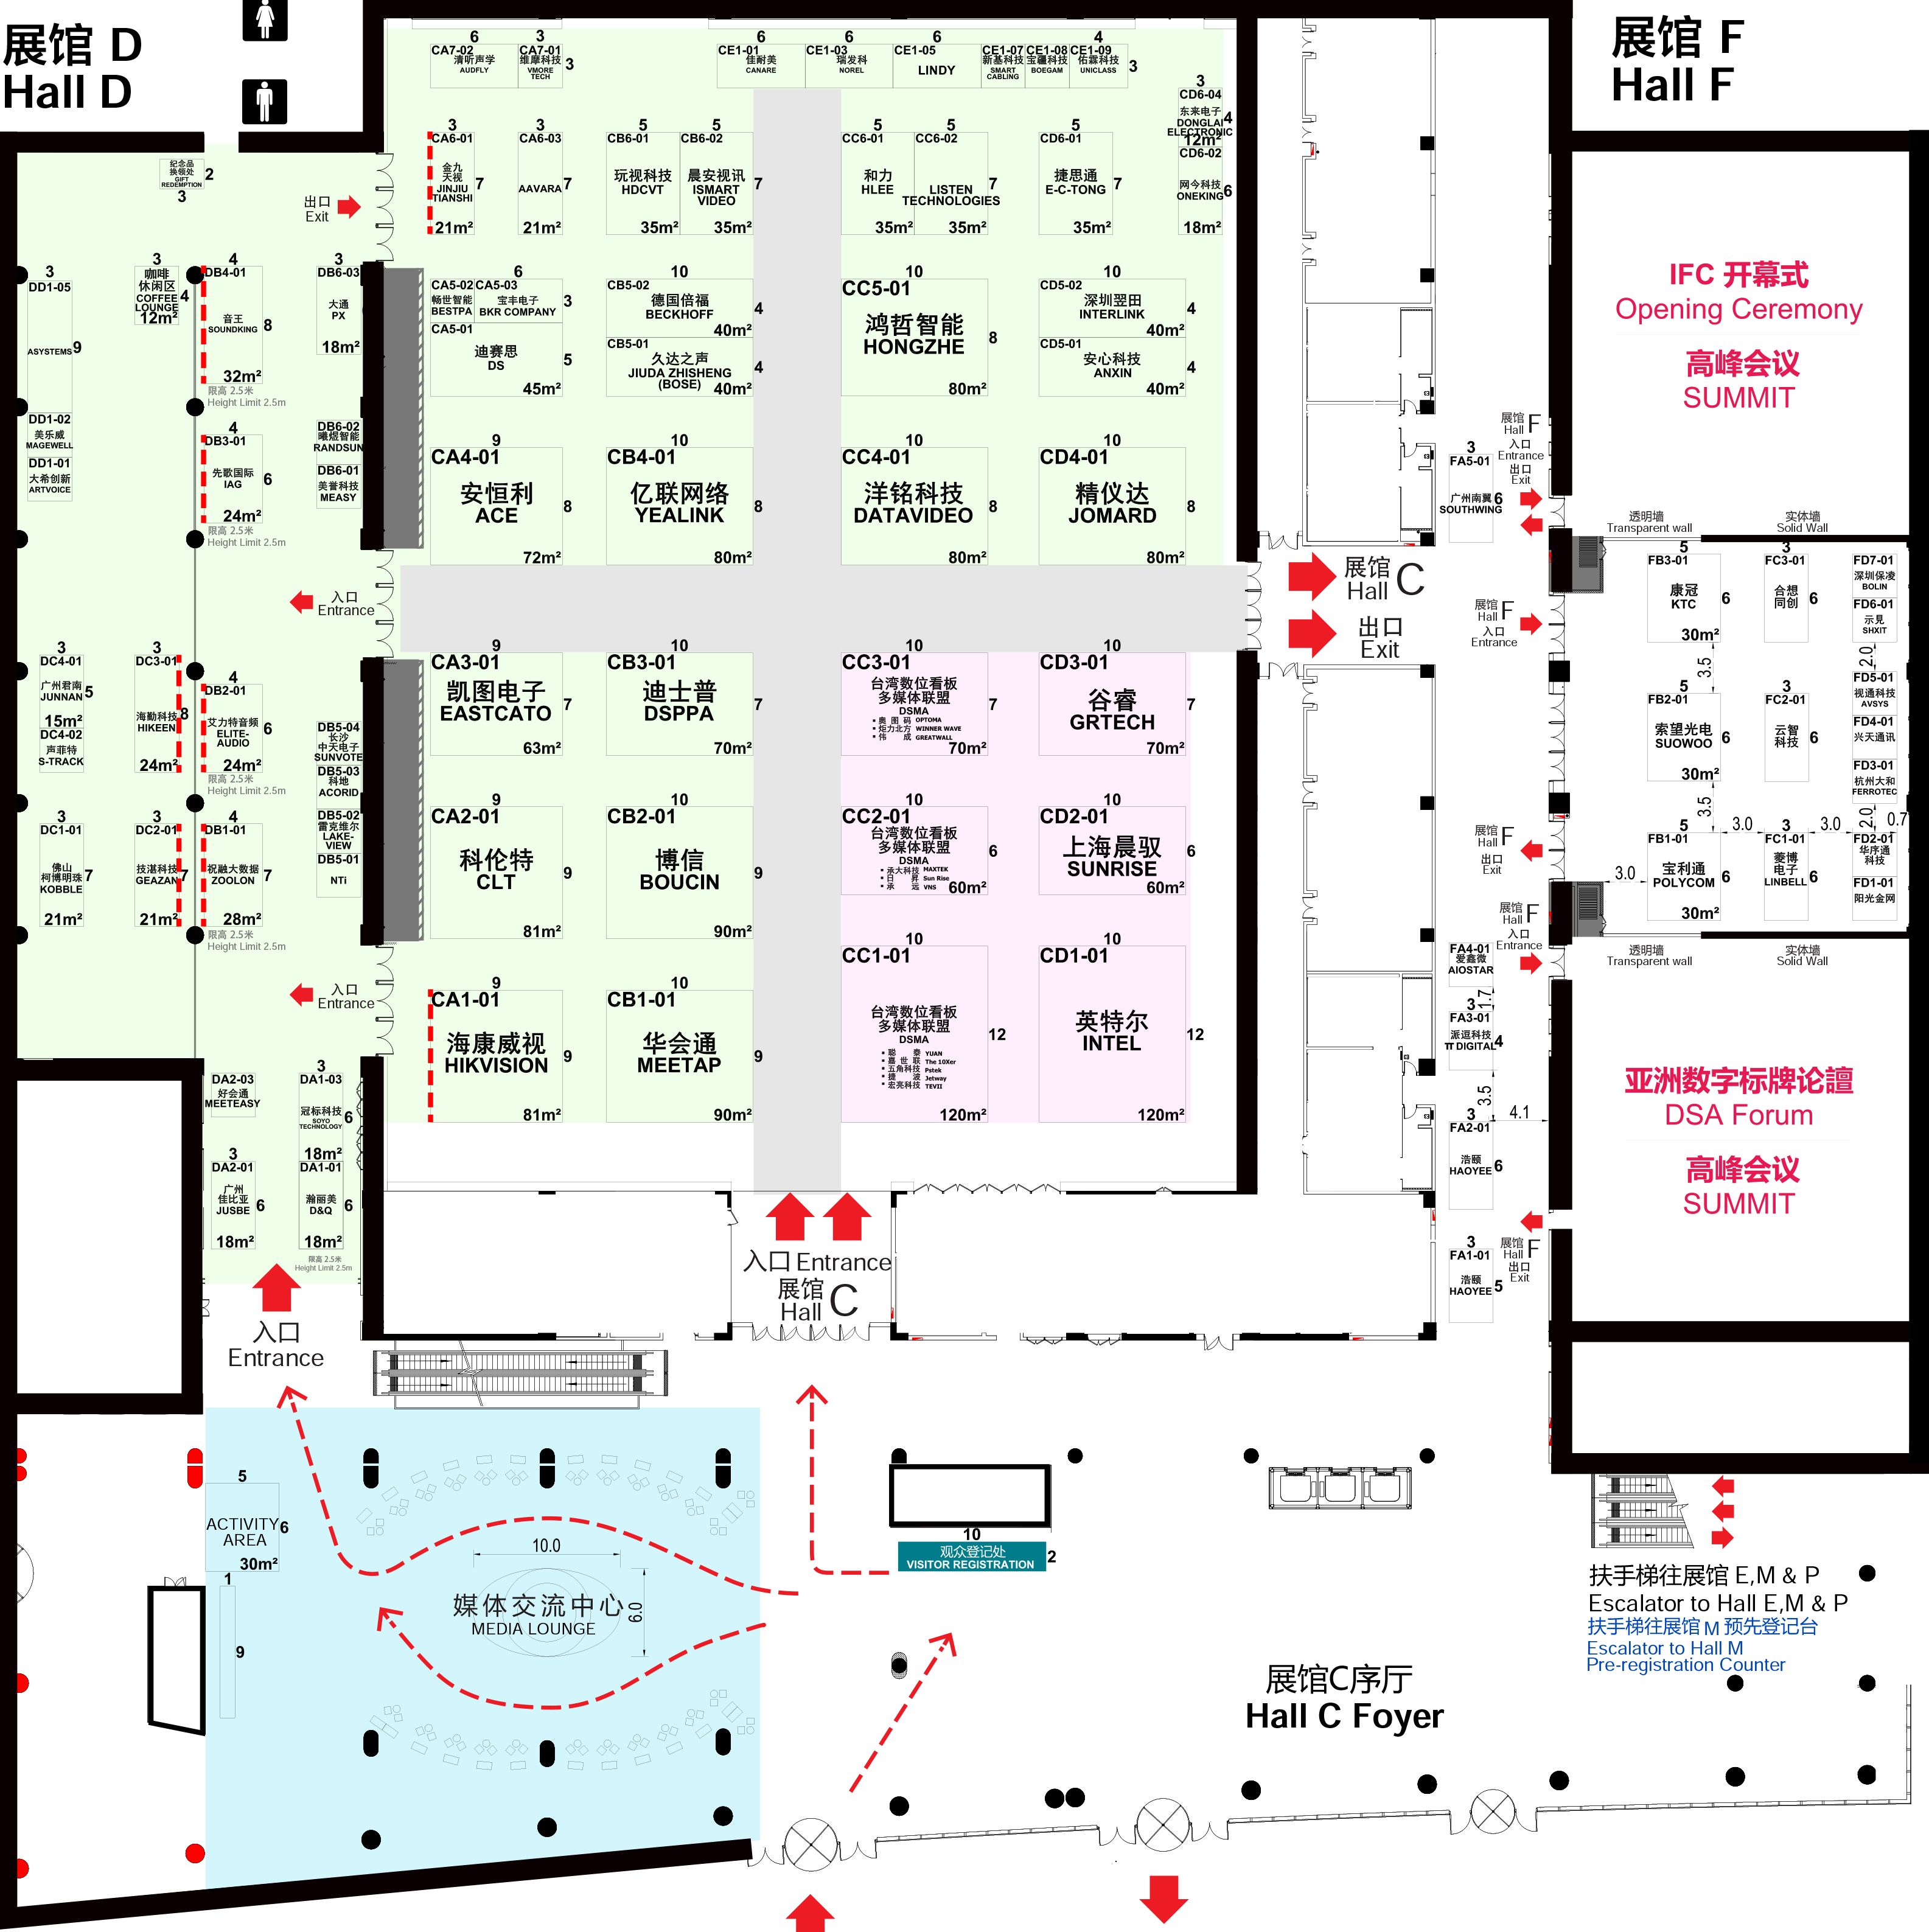 展馆 D
Hall D
展馆 F
Hall F
6
CA7-02
清听声学
AUDFLY
3
CA7-01
维摩科技
VMORE
TECH
3
6
CE1-01
佳耐美
CANARE
6
CE1-03
瑞发科
NOREL
6
CE1-05
LINDY
CE1-07
新基科技
SMART
CABLING
CE1-08
宝疆科技
BOEGAM
4
CE1-09
佑霖科技
UNICLASS
3
3
CD6-04
东来电子
DONGLAI
ELECTRONIC
4
12m²
CD6-02
网今科技
ONEKING
6
18m²
纪念品
换领处
GIFT
REDEMPTION
2
3
出口
Exit
3
CA6-01
金九
天视
JINJIU
TIANSHI
7
21m²
3
CA6-03
AAVARA
7
21m²
5
CB6-01
玩视科技
HDCVT
35m²
5
CB6-02
晨安视讯
ISMART
VIDEO
7
35m²
5
CC6-01
和力
HLEE
35m²
5
CC6-02
LISTEN
TECHNOLOGIES
7
35m²
5
CD6-01
捷思通
E-C-TONG
7
35m²
3
DD1-05
ASYSTEMS
9
DD1-02
美乐威
MAGEWELL
DD1-01
大希创新
ARTVOICE
3
咖啡
休闲区
COFFEE
LOUNGE
4
12m²
4
DB4-01
音王
SOUNDKING
8
32m²
限高 2.5米
Height Limit 2.5m
3
DB6-03
大通
PX
18m²
4
DB3-01
先歌国际
IAG
6
24m²
限高 2.5米
Height Limit 2.5m
DB6-02
曦煜智能
RANDSUN
DB6-01
美誉科技
MEASY
6
CA5-02
畅世智能
BESTPA
CA5-03
宝丰电子
BKR COMPANY
3
CA5-01
迪赛思
DS
5
45m²
10
CB5-02
德国倍福
BECKHOFF
4
40m²
CB5-01
久达之声
JIUDA ZHISHENG
(BOSE)
4
40m²
10
CC5-01
鸿哲智能
HONGZHE
8
80m²
10
CD5-02
深圳翌田
INTERLINK
4
40m²
CD5-01
安心科技
ANXIN
4
40m²
9
CA4-01
安恒利
ACE
8
72m²
10
CB4-01
亿联网络
YEALINK
8
80m²
10
CC4-01
洋铭科技
DATAVIDEO
8
80m²
10
CD4-01
精仪达
JOMARD
8
80m²
入口
Entrance
展馆
Hall C
出口
Exit
3
DC4-01
广州君南
JUNNAN
5
15m²
DC4-02
声菲特
S-TRACK
3
DC3-01
海勤科技
HIKEEN
8
24m²
4
DB2-01
艾力特音频
ELITE-
AUDIO
6
24m²
限高 2.5米
Height Limit 2.5m
DB5-04
长沙
中天电子
SUNVOTE
DB5-03
科地
ACORID
DB5-02
雷克维尔
LAKE-
VIEW
DB5-01
NTi
3
DC1-01
佛山
柯博明珠
KOBBLE
7
21m²
3
DC2-01
技湛科技
GEAZAN
7
21m²
4
DB1-01
祝融大数据
ZOOLON
7
28m²
限高 2.5米
Height Limit 2.5m
9
CA3-01
凯图电子
EASTCATO
7
63m²
10
CB3-01
迪士普
DSPPA
7
70m²
10
CC3-01
台湾数位看板
多媒体联盟
DSMA
▪ 奥图码 OPTOMA
▪ 炬力北方 WINNER WAVE
▪ 伟 成 GREATWALL
7
70m²
10
CD3-01
谷睿
GRTECH
7
70m²
9
CA2-01
科伦特
CLT
9
81m²
10
CB2-01
博信
BOUCIN
9
90m²
10
CC2-01
台湾数位看板
多媒体联盟
DSMA
▪ 承大科技 MAXTEK
▪ 日 昇 Sun Rise
▪ 承 远 VNS
6
60m²
10
CD2-01
上海晨驭
SUNRISE
6
60m²
入口
Entrance
9
CA1-01
海康威视
HIKVISION
9
81m²
10
CB1-01
华会通
MEETAP
9
90m²
10
CC1-01
台湾数位看板
多媒体联盟
DSMA
▪ 聪 泰 YUAN
▪ 嘉世联 The 10Xer
▪ 五角科技 Pstek
▪ 捷 波 Jetway
▪ 宏亮科技 TEVII
12
120m²
10
CD1-01
英特尔
INTEL
12
120m²
DA2-03
好会通
MEETEASY
3
DA1-03
冠标科技
SOYO
TECHNOLOGY
6
18m²
3
DA2-01
广州
佳比亚
JUSBE
6
18m²
DA1-01
瀚丽美
D&Q
6
18m²
限高 2.5米
Height Limit 2.5m
入口
Entrance
入口 Entrance
展馆
Hall C
IFC 开幕式
Opening Ceremony
高峰会议
SUMMIT
展馆
Hall F
入口
Entrance
出口
Exit
3
FA5-01
广州南翼
SOUTHWING
6
透明墙
Transparent wall
实体墙
Solid Wall
展馆
Hall F
入口
Entrance
5
FB3-01
康冠
KTC
6
30m²
3
FC3-01
合想
同创
6
FD7-01
深圳保凌
BOLIN
FD6-01
示見
SHXIT
3.5
2.0
5
FB2-01
索望光电
SUOWOO
6
30m²
3
FC2-01
云智
科技
6
FD5-01
视通科技
AVSYS
FD4-01
兴天通讯
FD3-01
杭州大和
FERROTEC
3.5
2.0
0.7
展馆
Hall F
出口
Exit
3.0
5
FB1-01
宝利通
POLYCOM
6
30m²
3.0
3
FC1-01
菱博
电子
LINBELL
6
3.0
FD2-01
华序通
科技
FD1-01
阳光金网
展馆
Hall F
入口
Entrance
透明墙
Transparent wall
实体墙
Solid Wall
FA4-01
爱鑫微
AIOSTAR
1.7
3
FA3-01
派逗科技
π DIGITAL
4
3.5
4.1
3
FA2-01
浩颐
HAOYEE
6
展馆
Hall F
出口
Exit
3
FA1-01
浩颐
HAOYEE
5
亚洲数字标牌论壇
DSA Forum
高峰会议
SUMMIT
5
ACTIVITY
AREA
6
30m²
1
9
10.0
媒体交流中心
MEDIA LOUNGE
6.0
10
观众登记处
VISITOR REGISTRATION
2
展馆C序厅
Hall C Foyer
扶手梯往展馆 E,M & P
Escalator to Hall E,M & P
扶手梯往展馆 M 预先登记台
Escalator to Hall M
Pre-registration Counter